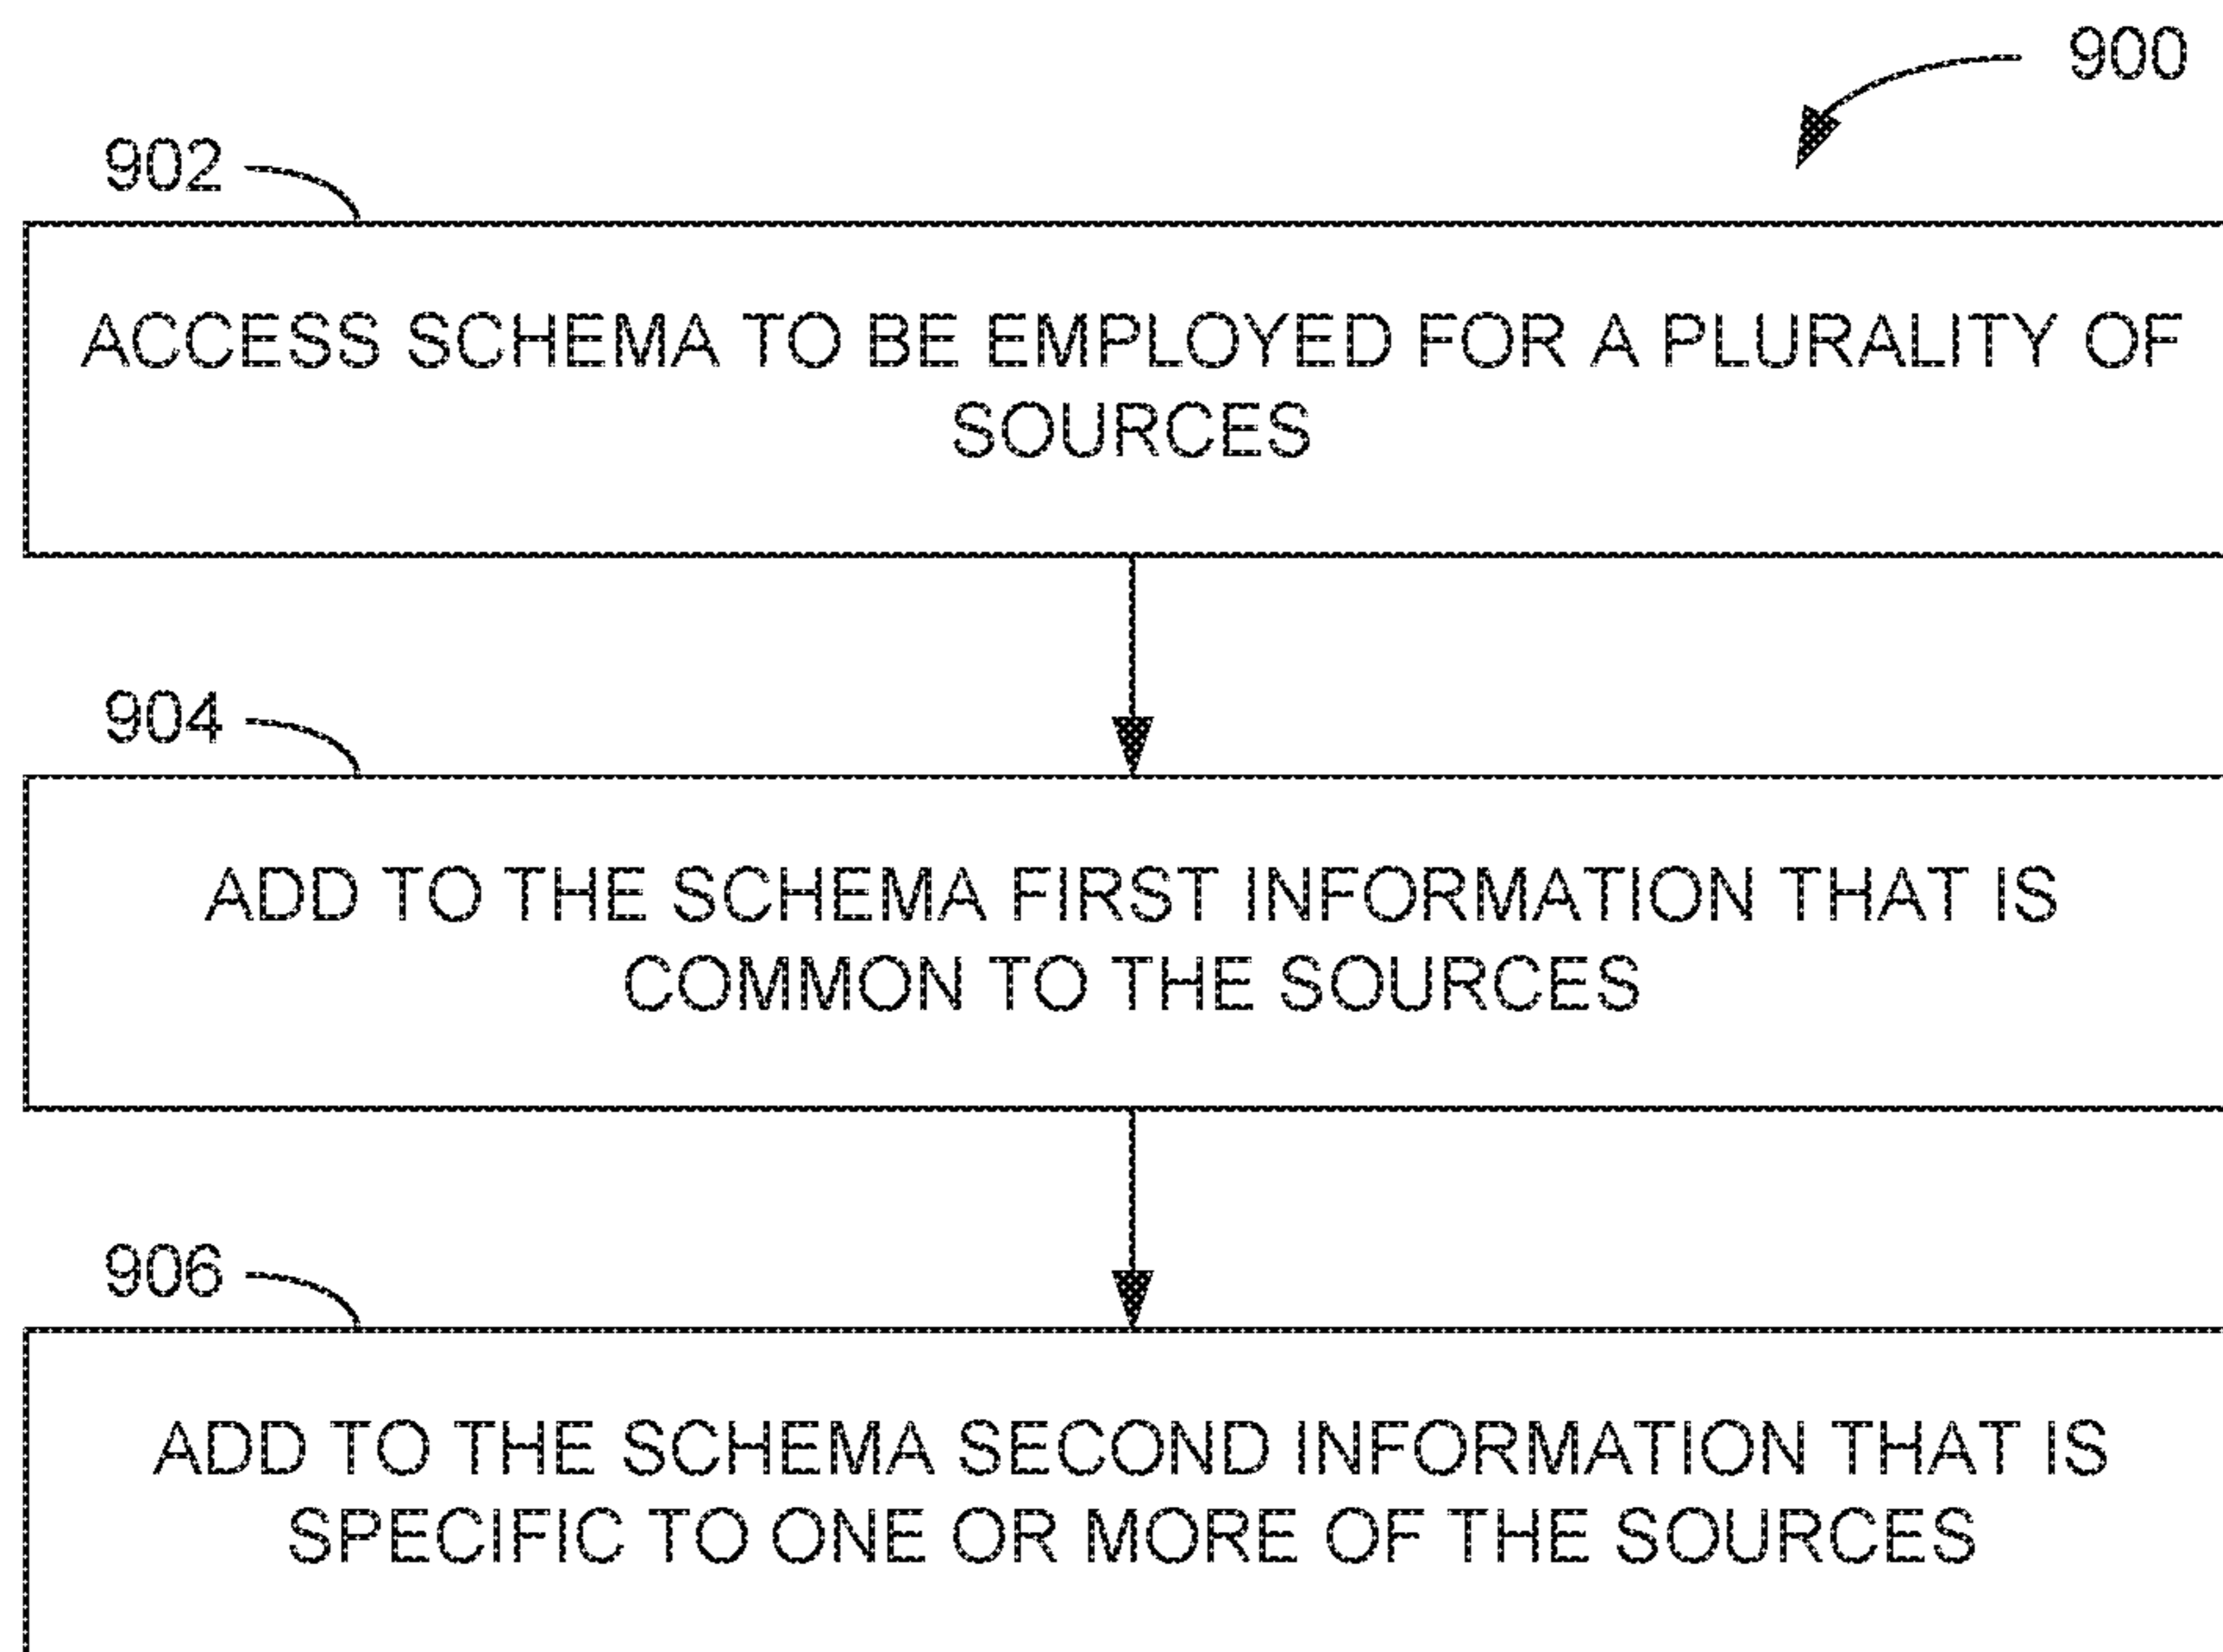 900
902
ACCESS SCHEMA TO BE EMPLOYED FOR A PLURALITY OF
SOURCES
904
ADD TO THE SCHEMA FIRST INFORMATION THAT IS
COMMON TO THE SOURCES
906
ADD TO THE SCHEMA SECOND INFORMATION THAT IS
SPECIFIC TO ONE OR MORE OF THE SOURCES